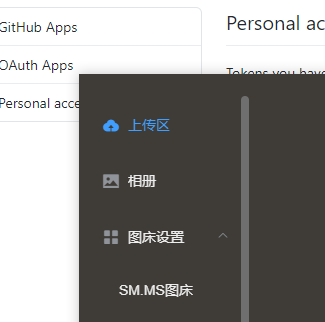 GitHub Apps
OAuth Apps
Personal acce
Personal ac
Tokens you have
上传区
相册
图床设置
SM.MS图床